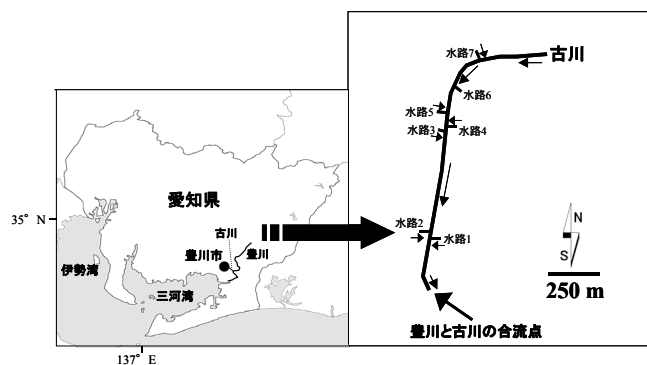 愛知県
35° N
伊勢湾
豊川市
古川
豊川
三河湾
137° E
古川
水路7
水路6
水路5
水路3
水路4
水路2
水路1
N
S
250 m
豊川と古川の合流点